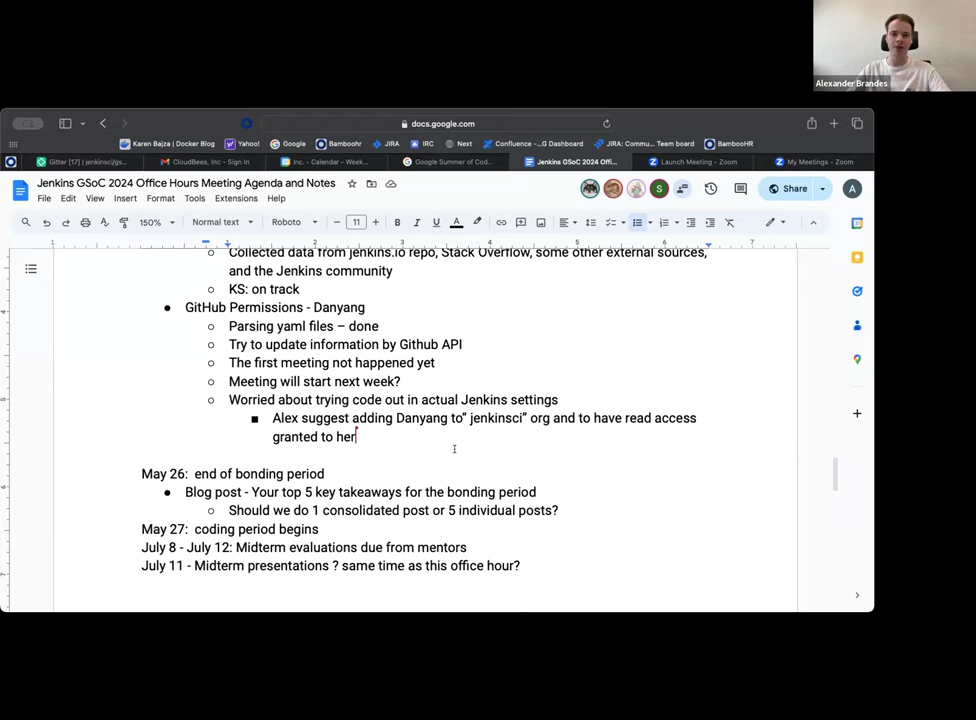 Alexander Brandes
docs.google.com
Karen Bajza [Drive
Yahoo!
Google
Bamboohr
JIRA
IRC
Next
Confluence -...G Dashboard
JIRA: Commu... Team board
BambooHR
Gitter [17] | jenkinsci/gs...
CloudBees, Inc - Sign In
Inc. - Calendar - Week...
Google Summer of Cod...
Jenkins GSoC 2024 Offi...
Launch Meeting - Zoom
My Meetings - Zoom
Jenkins GSoC 2024 Office Hours Meeting Agenda and Notes
S
Share
A
File Edit View Insert Format Tools Extensions Help
150% Normal text Roboto 11 B I U A
1 1 2 3 4 5 6 7
Collected data from jenkins.io repo, Stack Overflow, some other external sources,
and the Jenkins community
○ KS: on track
● GitHub Permissions - Danyang
○ Parsing yaml files – done
○ Try to update information by Github API
○ The first meeting not happened yet
○ Meeting will start next week?
○ Worried about trying code out in actual Jenkins settings
■ Alex suggest adding Danyang to” jenkinsci” org and to have read access
granted to her
May 26: end of bonding period
● Blog post - Your top 5 key takeaways for the bonding period
○ Should we do 1 consolidated post or 5 individual posts?
May 27: coding period begins
July 8 - July 12: Midterm evaluations due from mentors
July 11 - Midterm presentations ? same time as this office hour?